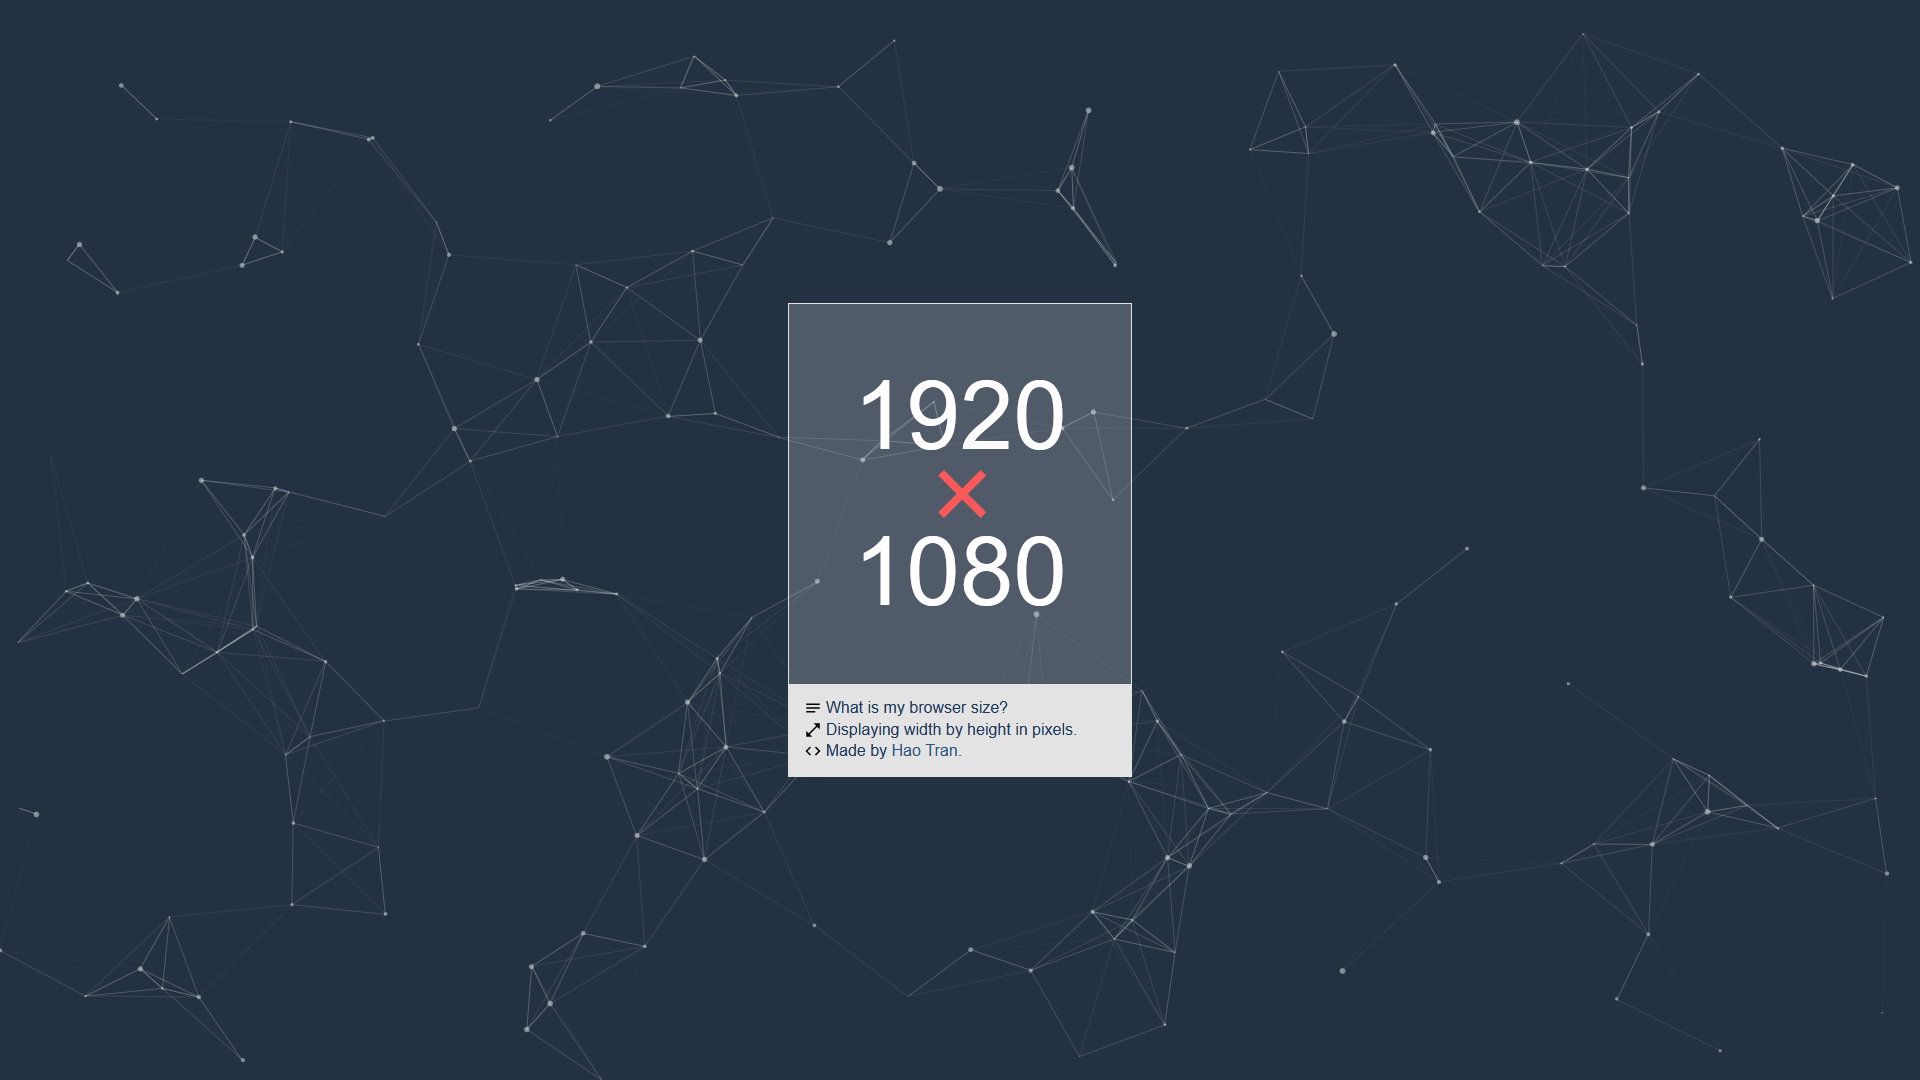 1920
×
1080
What is my browser size?
Displaying width by height in pixels.
Made by Hao Tran.